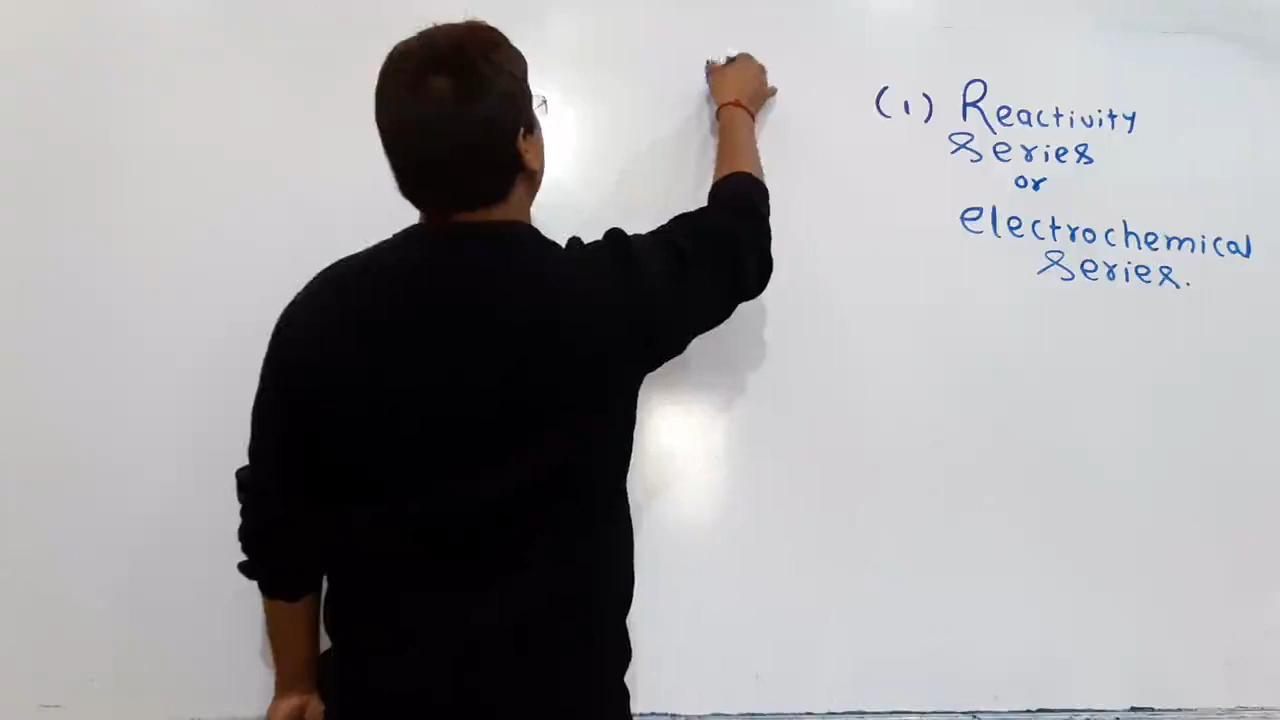 (1) Reactivity
series
or
electrochemical
series.